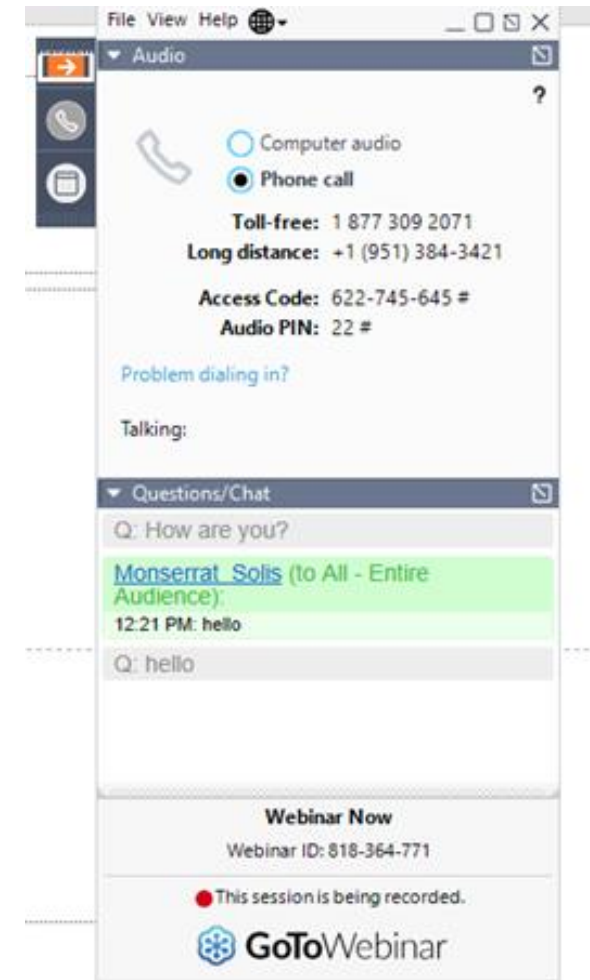 File View Help
Audio
?
Computer audio
Phone call
Toll-free: 1 877 309 2071
Long distance: +1 (951) 384-3421
Access Code: 622-745-645 #
Audio PIN: 22 #
Problem dialing in?
Talking:
Questions/Chat
Q: How are you?
Monserrat Solis (to All - Entire
Audience):
12:21 PM: hello
Q: hello
Webinar Now
Webinar ID: 818-364-771
This session is being recorded.
GoToWebinar